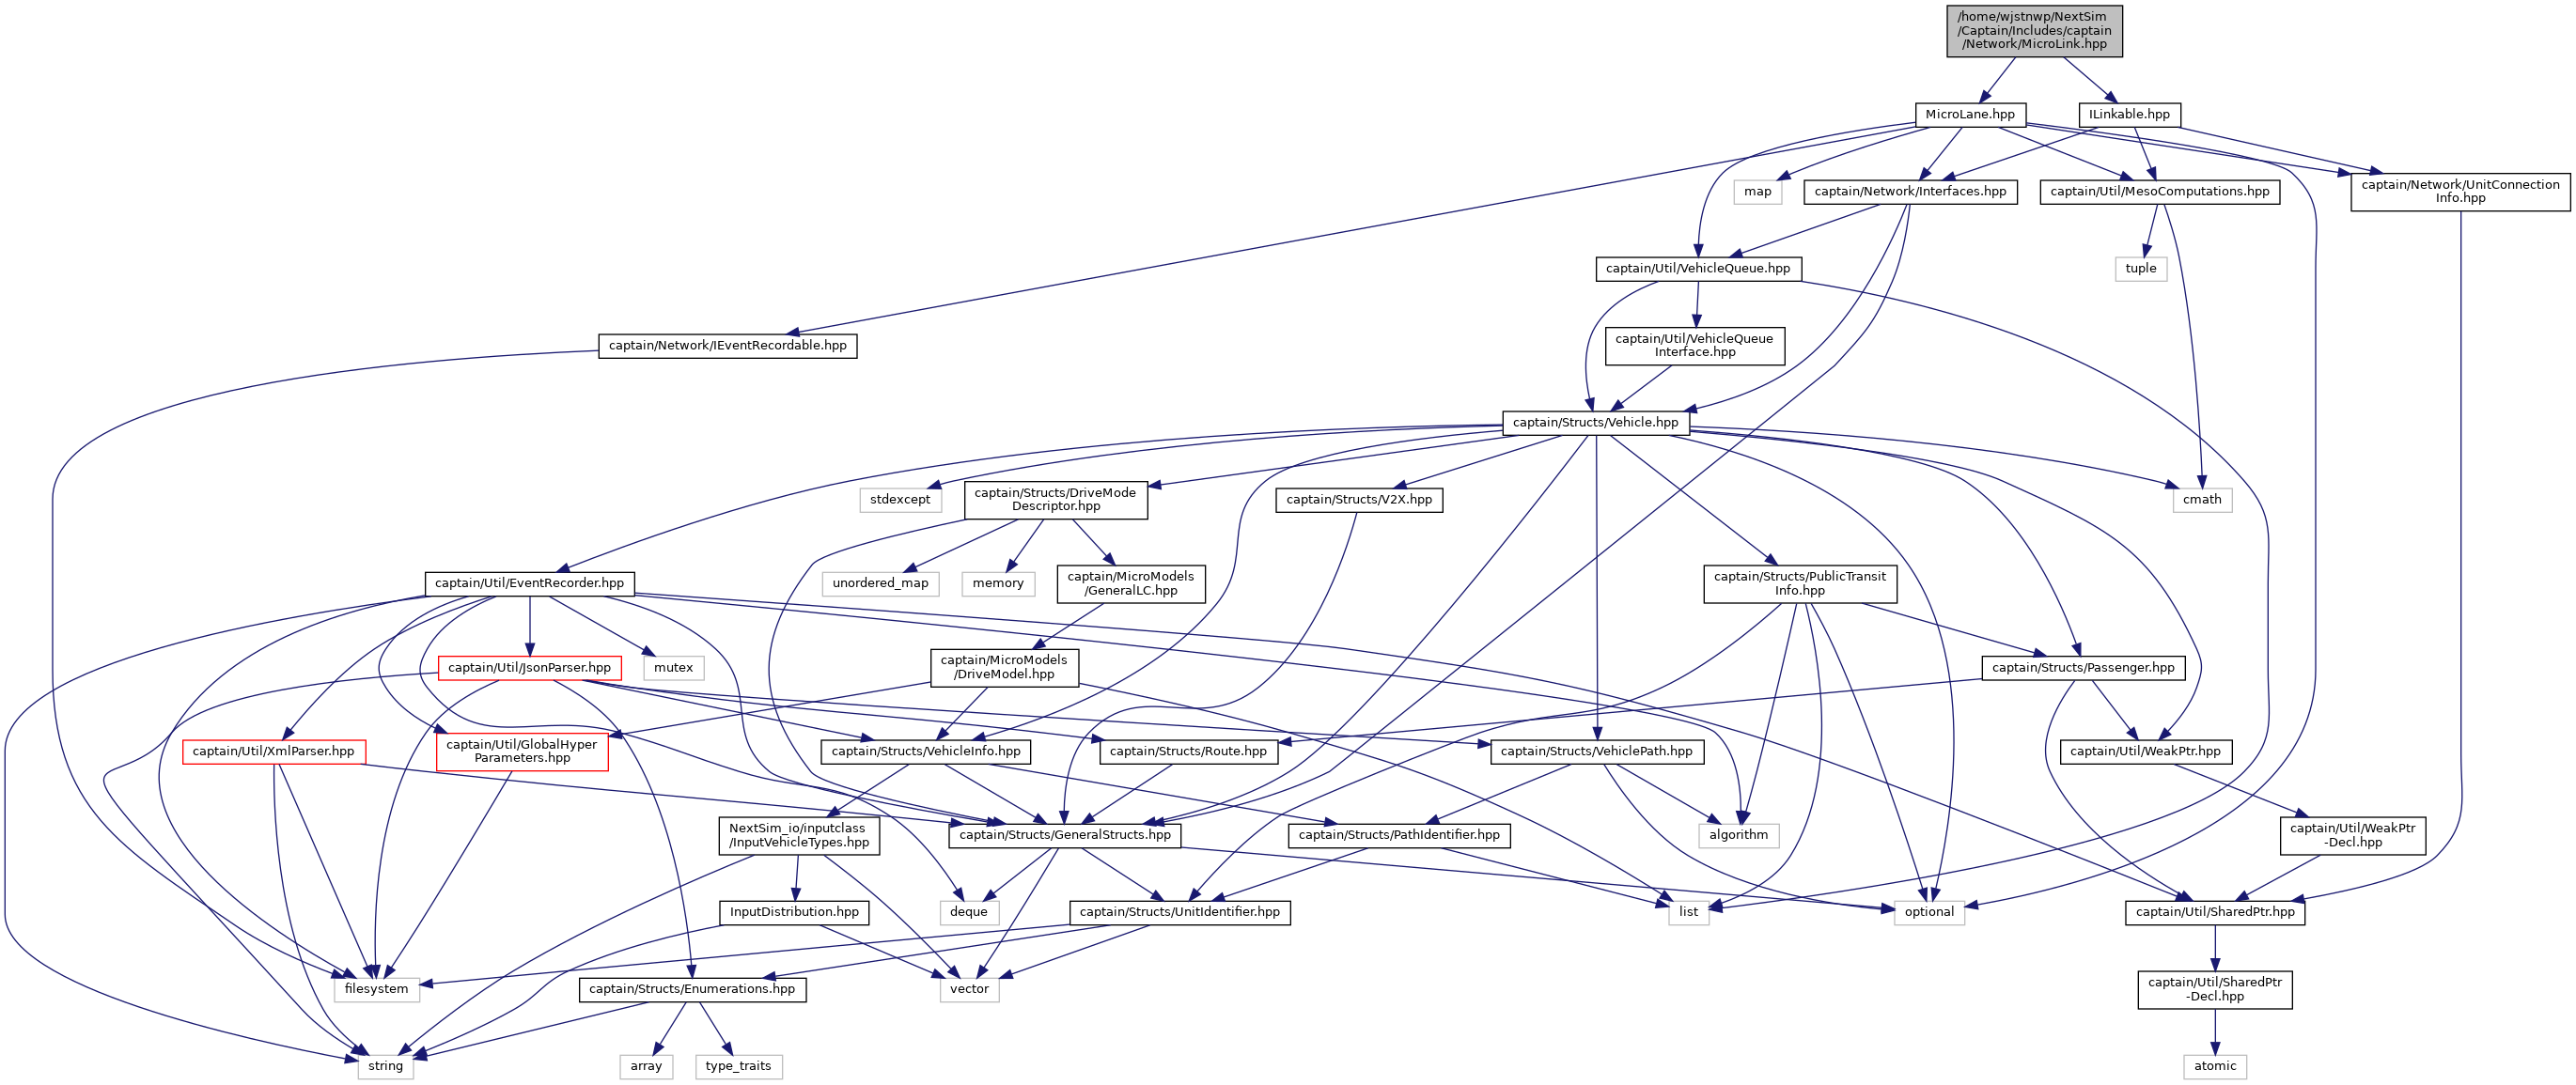 /home/wjstnwp/NextSim
/Captain/Includes/captain
/Network/MicroLink.hpp
MicroLane.hpp
ILinkable.hpp
map
captain/Network/Interfaces.hpp
captain/Util/MesoComputations.hpp
captain/Network/UnitConnection
Info.hpp
captain/Util/VehicleQueue.hpp
tuple
captain/Network/IEventRecordable.hpp
captain/Util/VehicleQueue
Interface.hpp
captain/Structs/Vehicle.hpp
stdexcept
captain/Structs/DriveMode
Descriptor.hpp
captain/Structs/V2X.hpp
cmath
captain/Util/EventRecorder.hpp
unordered_map
memory
captain/MicroModels
/GeneralLC.hpp
captain/Structs/PublicTransit
Info.hpp
captain/Util/JsonParser.hpp
mutex
captain/MicroModels
/DriveModel.hpp
captain/Structs/Passenger.hpp
captain/Util/XmlParser.hpp
captain/Util/GlobalHyper
Parameters.hpp
captain/Structs/VehicleInfo.hpp
captain/Structs/Route.hpp
captain/Structs/VehiclePath.hpp
captain/Util/WeakPtr.hpp
NextSim_io/inputclass
/InputVehicleTypes.hpp
captain/Structs/GeneralStructs.hpp
captain/Structs/PathIdentifier.hpp
algorithm
captain/Util/WeakPtr
-Decl.hpp
InputDistribution.hpp
deque
captain/Structs/UnitIdentifier.hpp
list
optional
captain/Util/SharedPtr.hpp
filesystem
captain/Structs/Enumerations.hpp
vector
captain/Util/SharedPtr
-Decl.hpp
string
array
type_traits
atomic